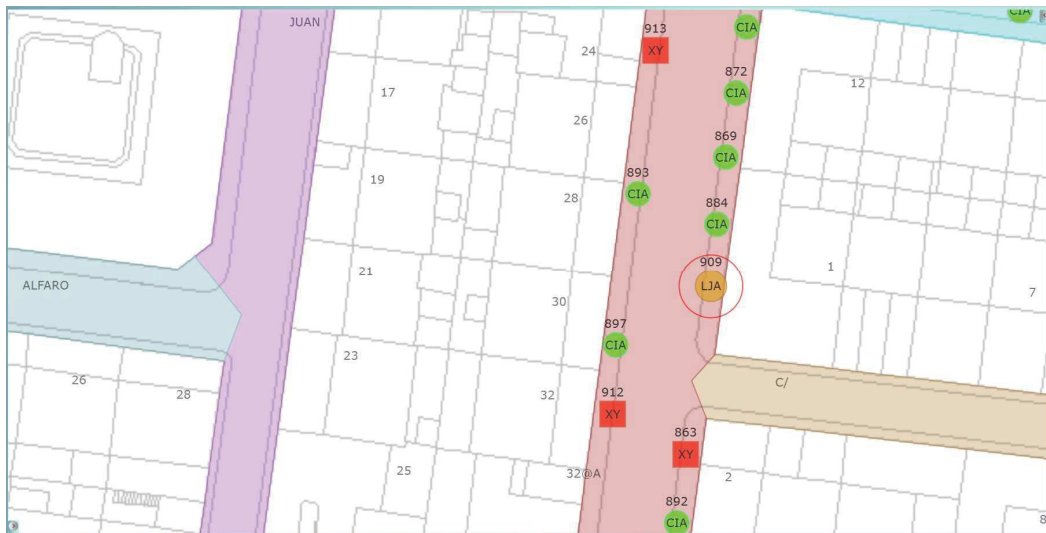 CIA
JUAN
913
XY
CIA
24
872
CIA
12
17
26
869
CIA
19
893
CIA
28
884
CIA
909
LJA
1
7
21
ALFARO
30
897
CIA
23
26
28
32
912
XY
C/
863
XY
25
32@A
2
892
CIA
8